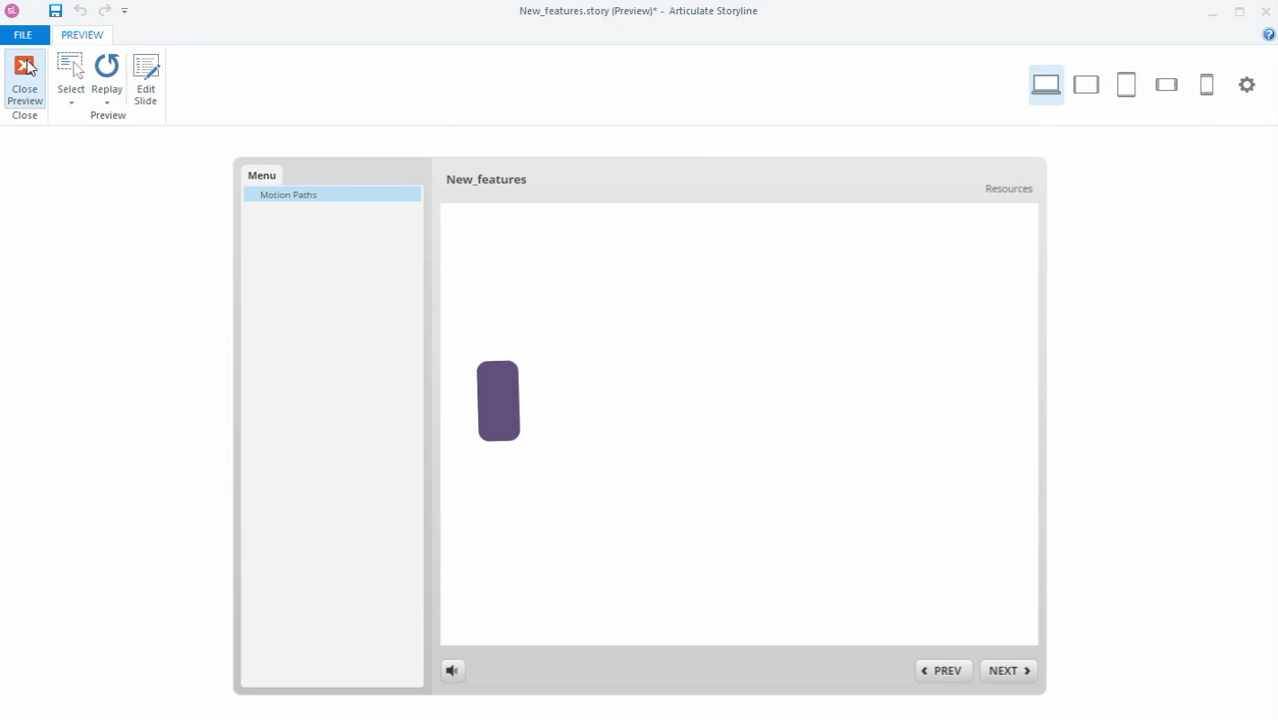 sl
New_features.story (Preview)* - Articulate Storyline
FILE
PREVIEW
?
Close
Preview
Select
Replay
Edit
Slide
Close
Preview
Menu
Motion Paths
New_features
Resources
PREV
NEXT